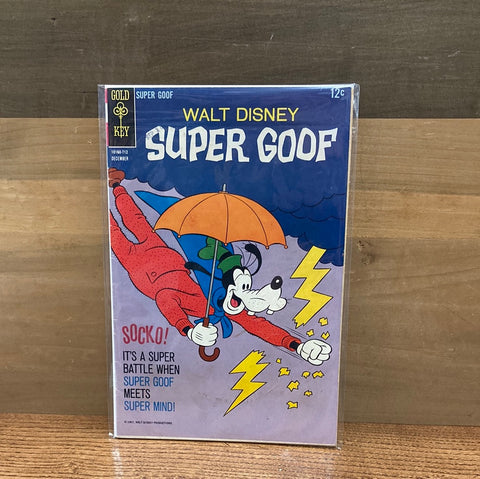 GOLD
KEY
SUPER GOOF
12c
WALT DISNEY
SUPER GOOF
DECEMBER
SOCKO!
IT'S A SUPER
BATTLE WHEN
SUPER GOOF
MEETS
SUPER MIND!